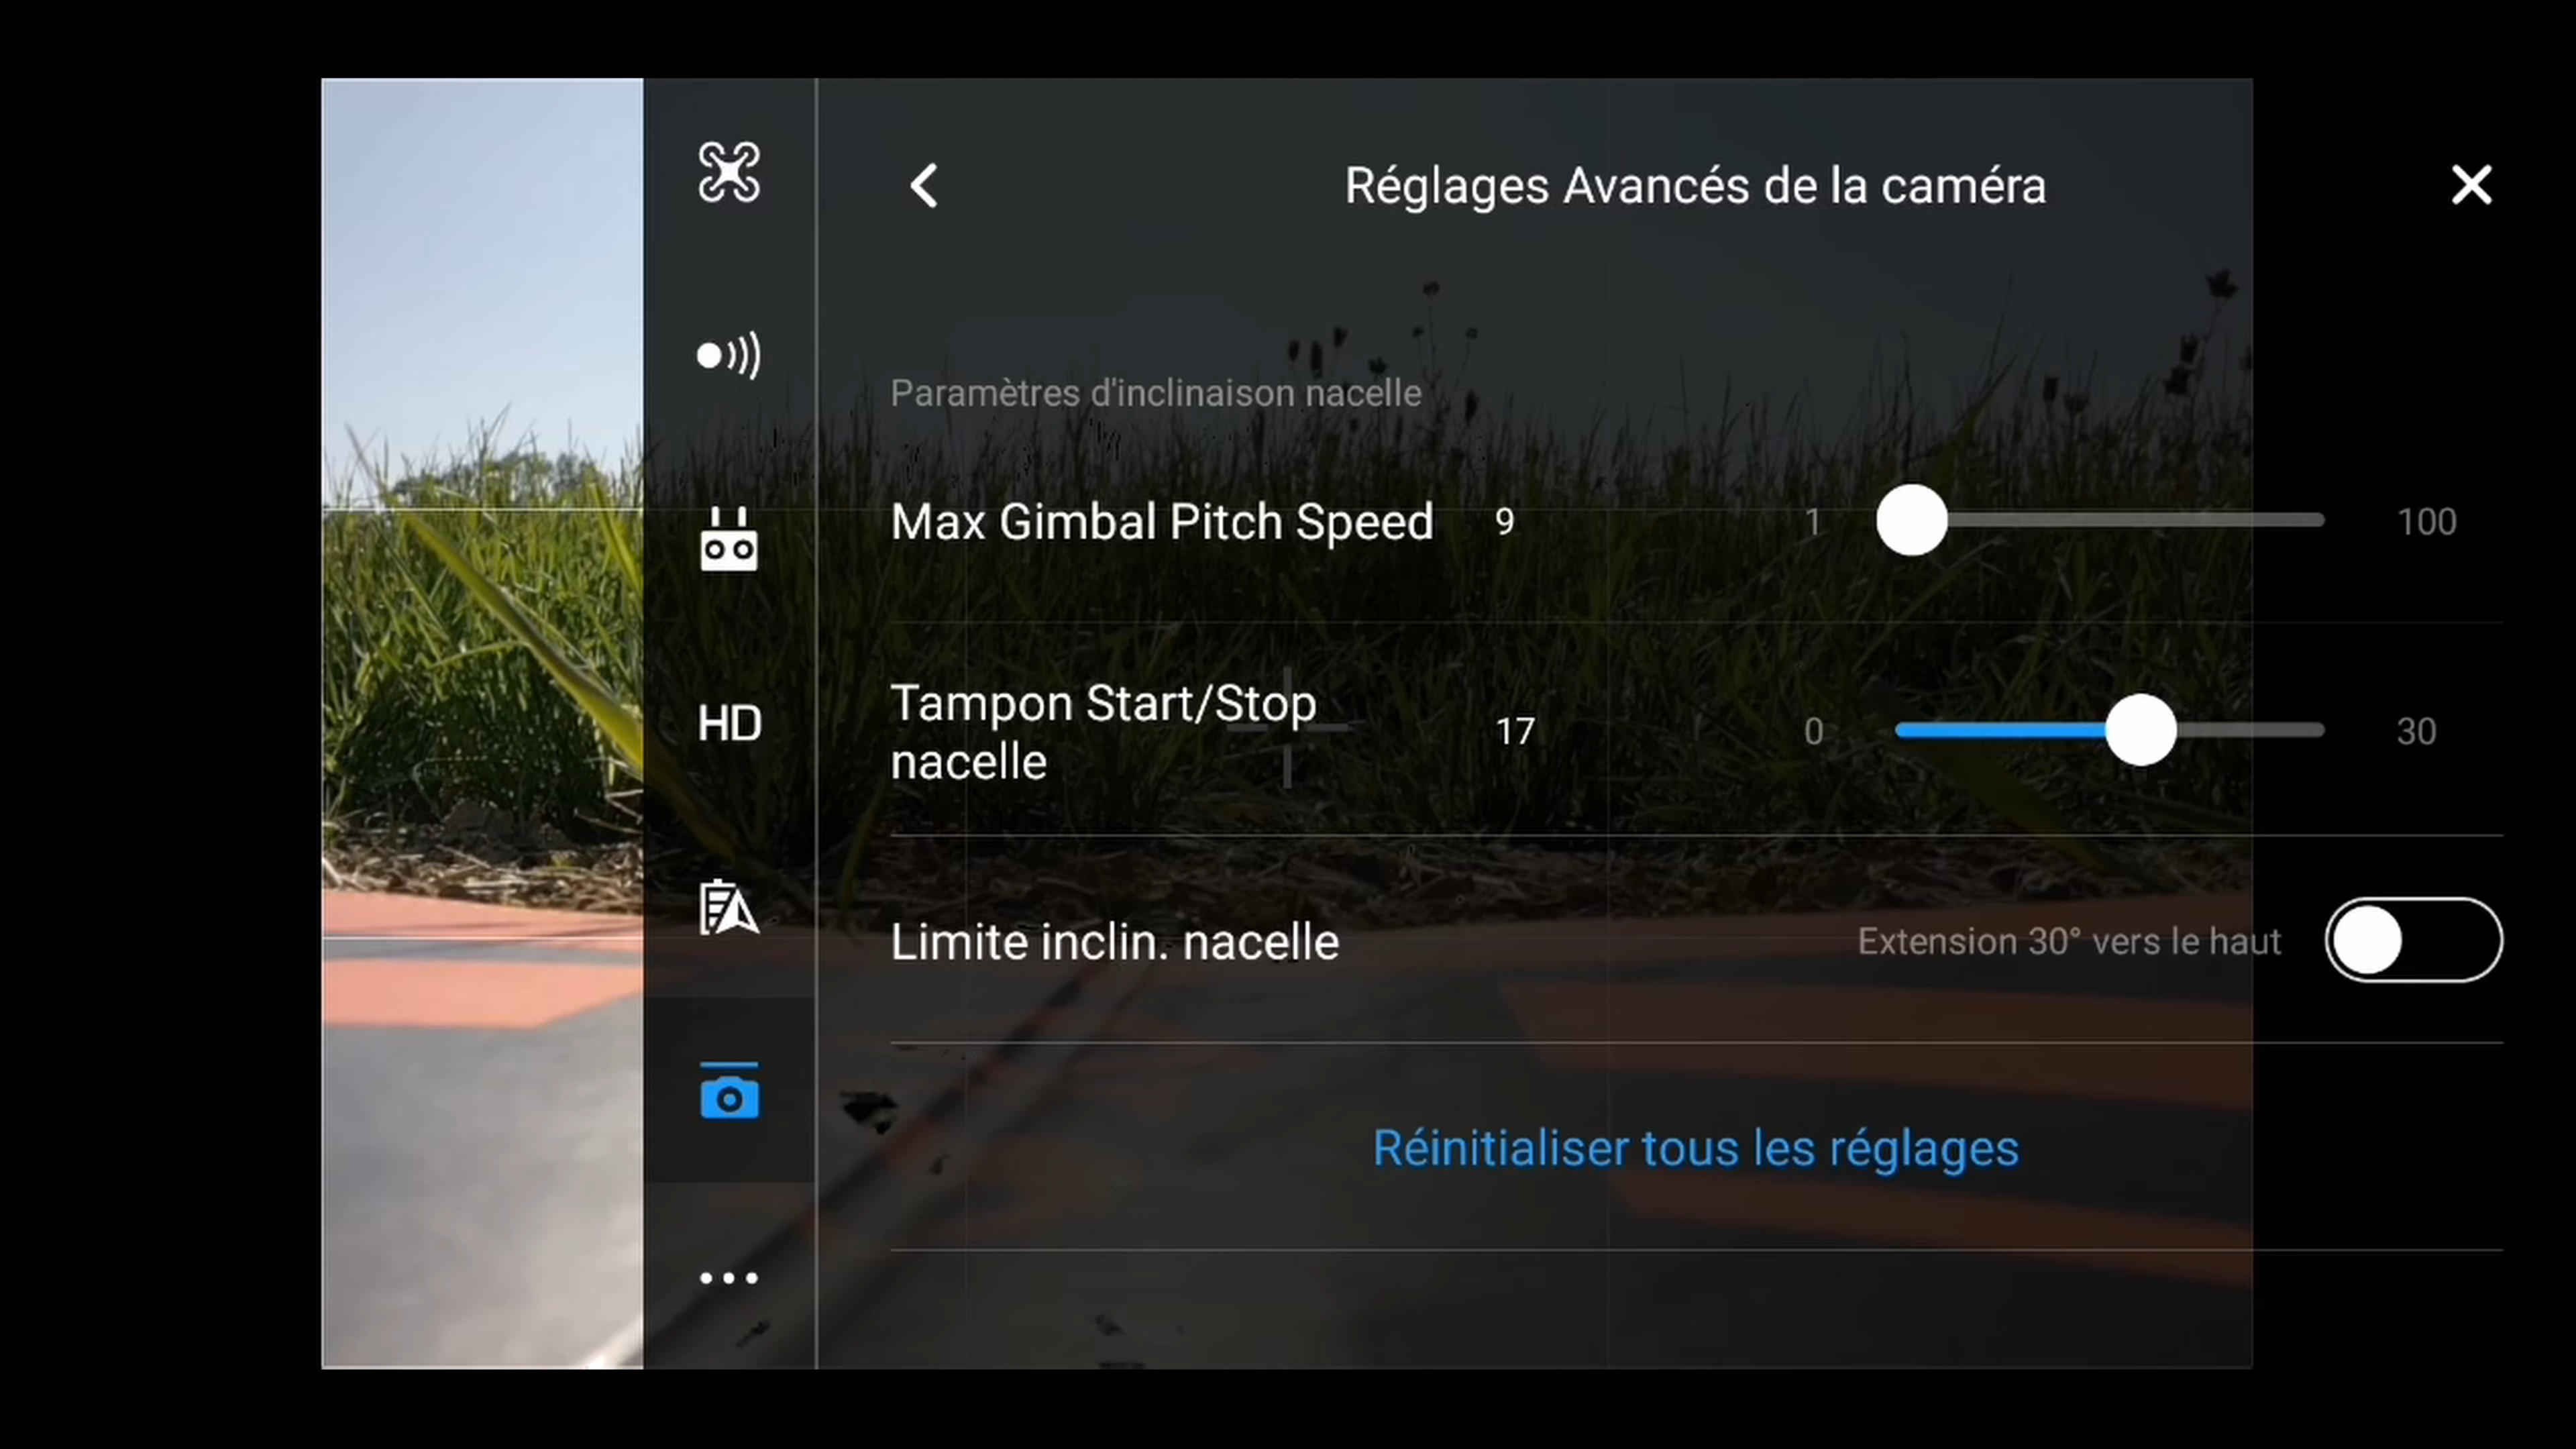 Réglages Avancés de la caméra
Paramètres d'inclinaison nacelle
Max Gimbal Pitch Speed 9 1 100
Tampon Start/Stop
nacelle 17 0 30
HD
Limite inclin. nacelle Extension 30° vers le haut
Réinitialiser tous les réglages